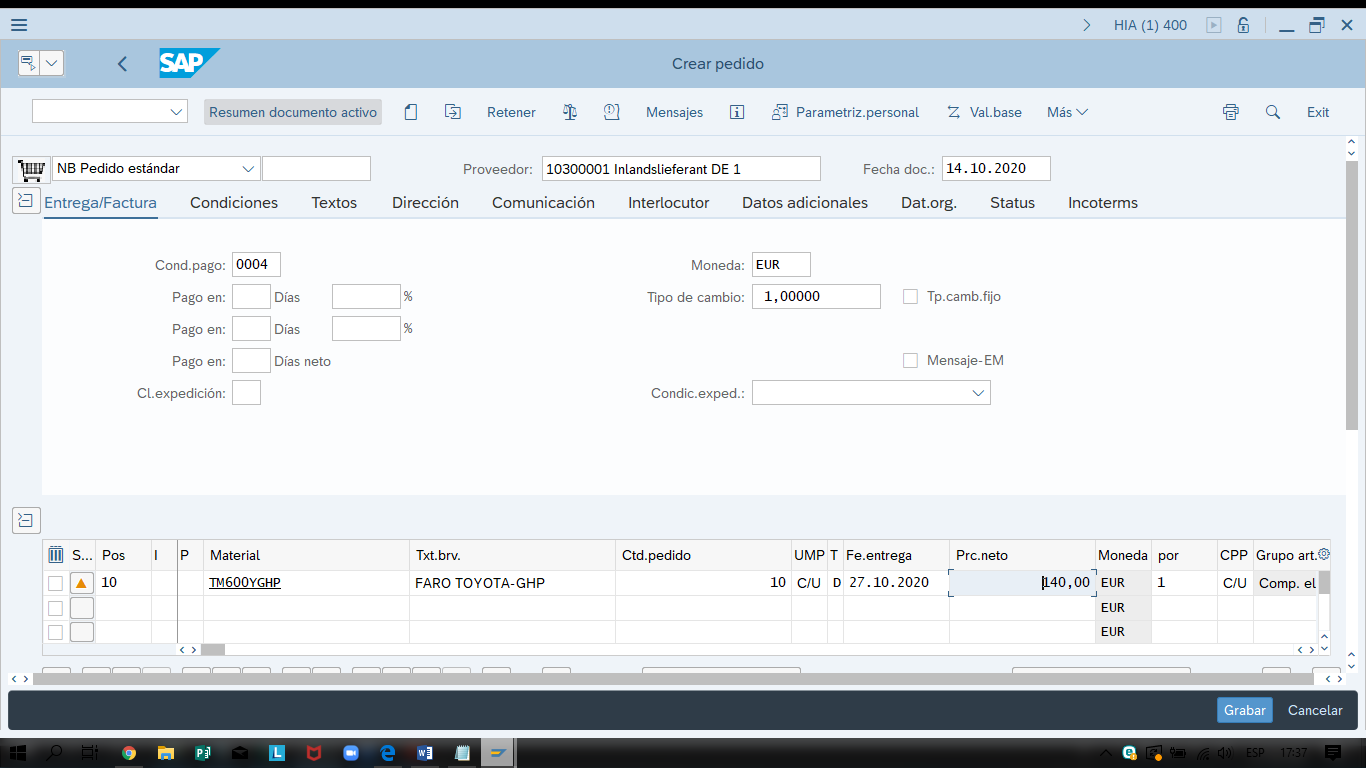 HIA (1) 400
SAP Crear pedido
Resumen documento activo Retener Mensajes Parametriz.personal Val.base Más Exit
NB Pedido estándar Proveedor: 10300001 Inlandslieferant DE 1 Fecha doc.: 14.10.2020
Entrega/Factura Condiciones Textos Dirección Comunicación Interlocutor Datos adicionales Dat.org. Status Incoterms
Cond.pago: 0004 Moneda: EUR
Pago en: Días % Tipo de cambio: 1,00000 Tp.camb.fijo
Pago en: Días %
Pago en: Días neto Mensaje-EM
Cl.expedición: Condic.exped.:
S... Pos I P Material Txt.brv. Ctd.pedido UMP T Fe.entrega Prc.neto Moneda por CPP Grupo art.
10 TM600YGHP FARO TOYOTA-GHP 10 C/U D 27.10.2020 140,00 EUR 1 C/U Comp. el
EUR
EUR
Grabar Cancelar
ESP 17:37